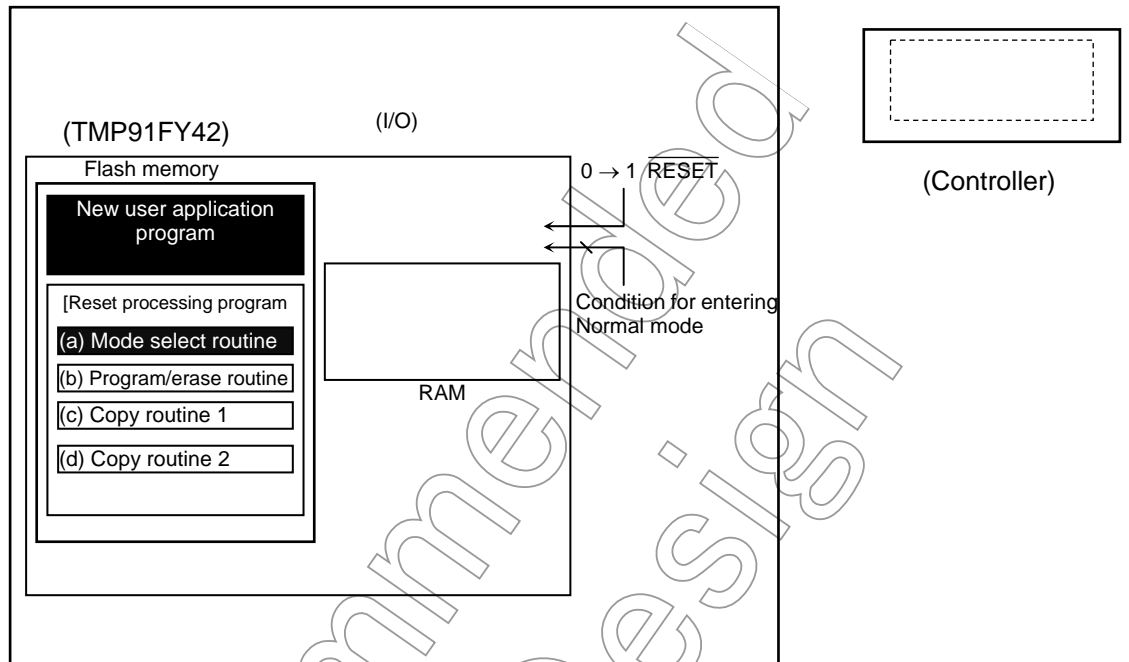 (TMP91FY42)
(I/O)
Flash memory
New user application
program
[Reset processing program
(a) Mode select routine
(b) Program/erase routine
(c) Copy routine 1
(d) Copy routine 2
RAM
0 → 1 RESET
Condition for entering
Normal mode
(Controller)